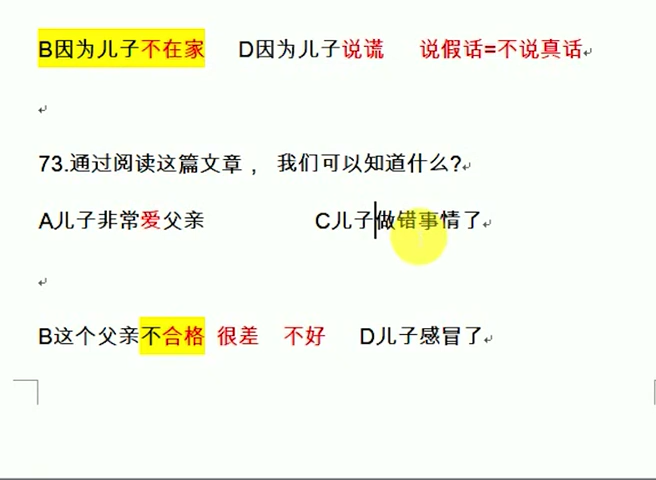 B因为儿子不在家 D因为儿子说谎 说假话=不说真话
73.通过阅读这篇文章， 我们可以知道什么?
A儿子非常爱父亲 C儿子做错事情了
B这个父亲不合格 很差 不好 D儿子感冒了